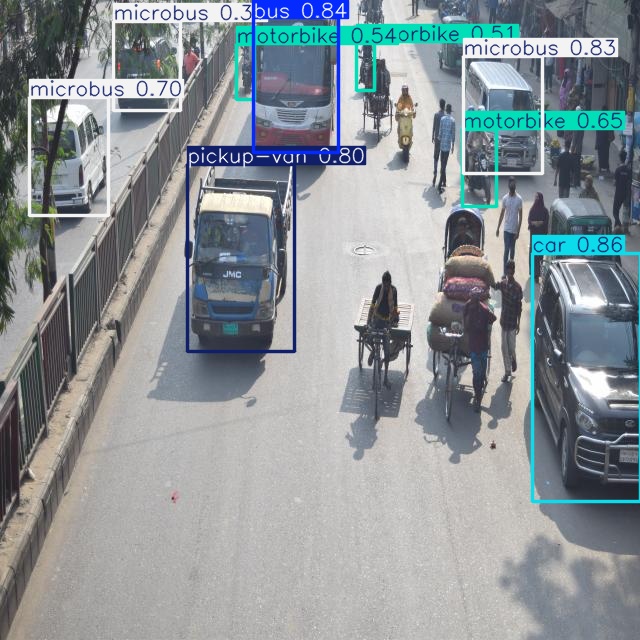 microbus 0.3
bus 0.84
motorbike 0.54
orbike 0.51
microbus 0.83
microbus 0.70
motorbike 0.65
pickup-van 0.80
car 0.86
JMC